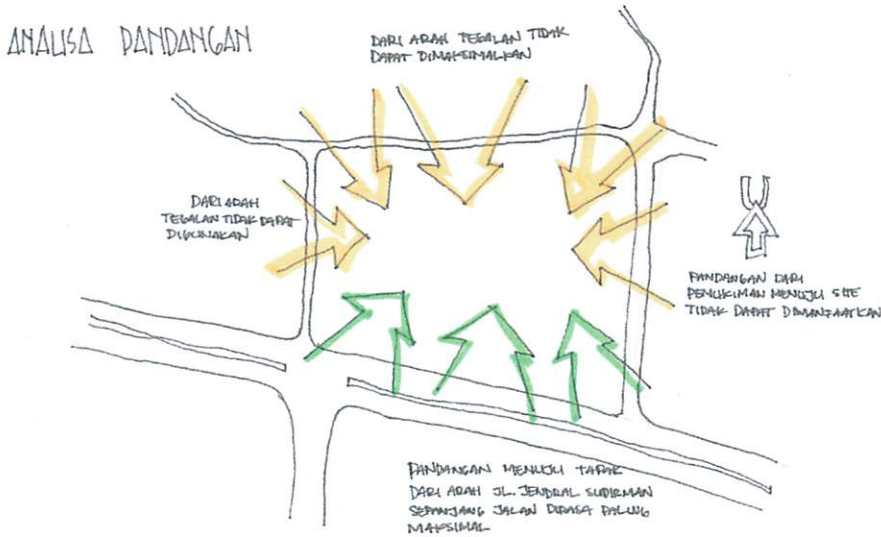 ANALISA PANDANGAN
DARI ARAH TEGALAN TIDAK
DAPAT DIMAKSIMALKAN
DARI ARAH
TEGALAN TIDAK DAPAT
DIGUNAKAN
U
PANDANGAN DARI
PEMUKIMAN MENUJU SITE
TIDAK DAPAT DIMANFAATKAN
PANDANGAN MENUJU TAPAK
DARI ARAH JL. JENDRAL SUDIRMAN
SEPANJANG JALAN DIRASA PALING
MAKSIMAL